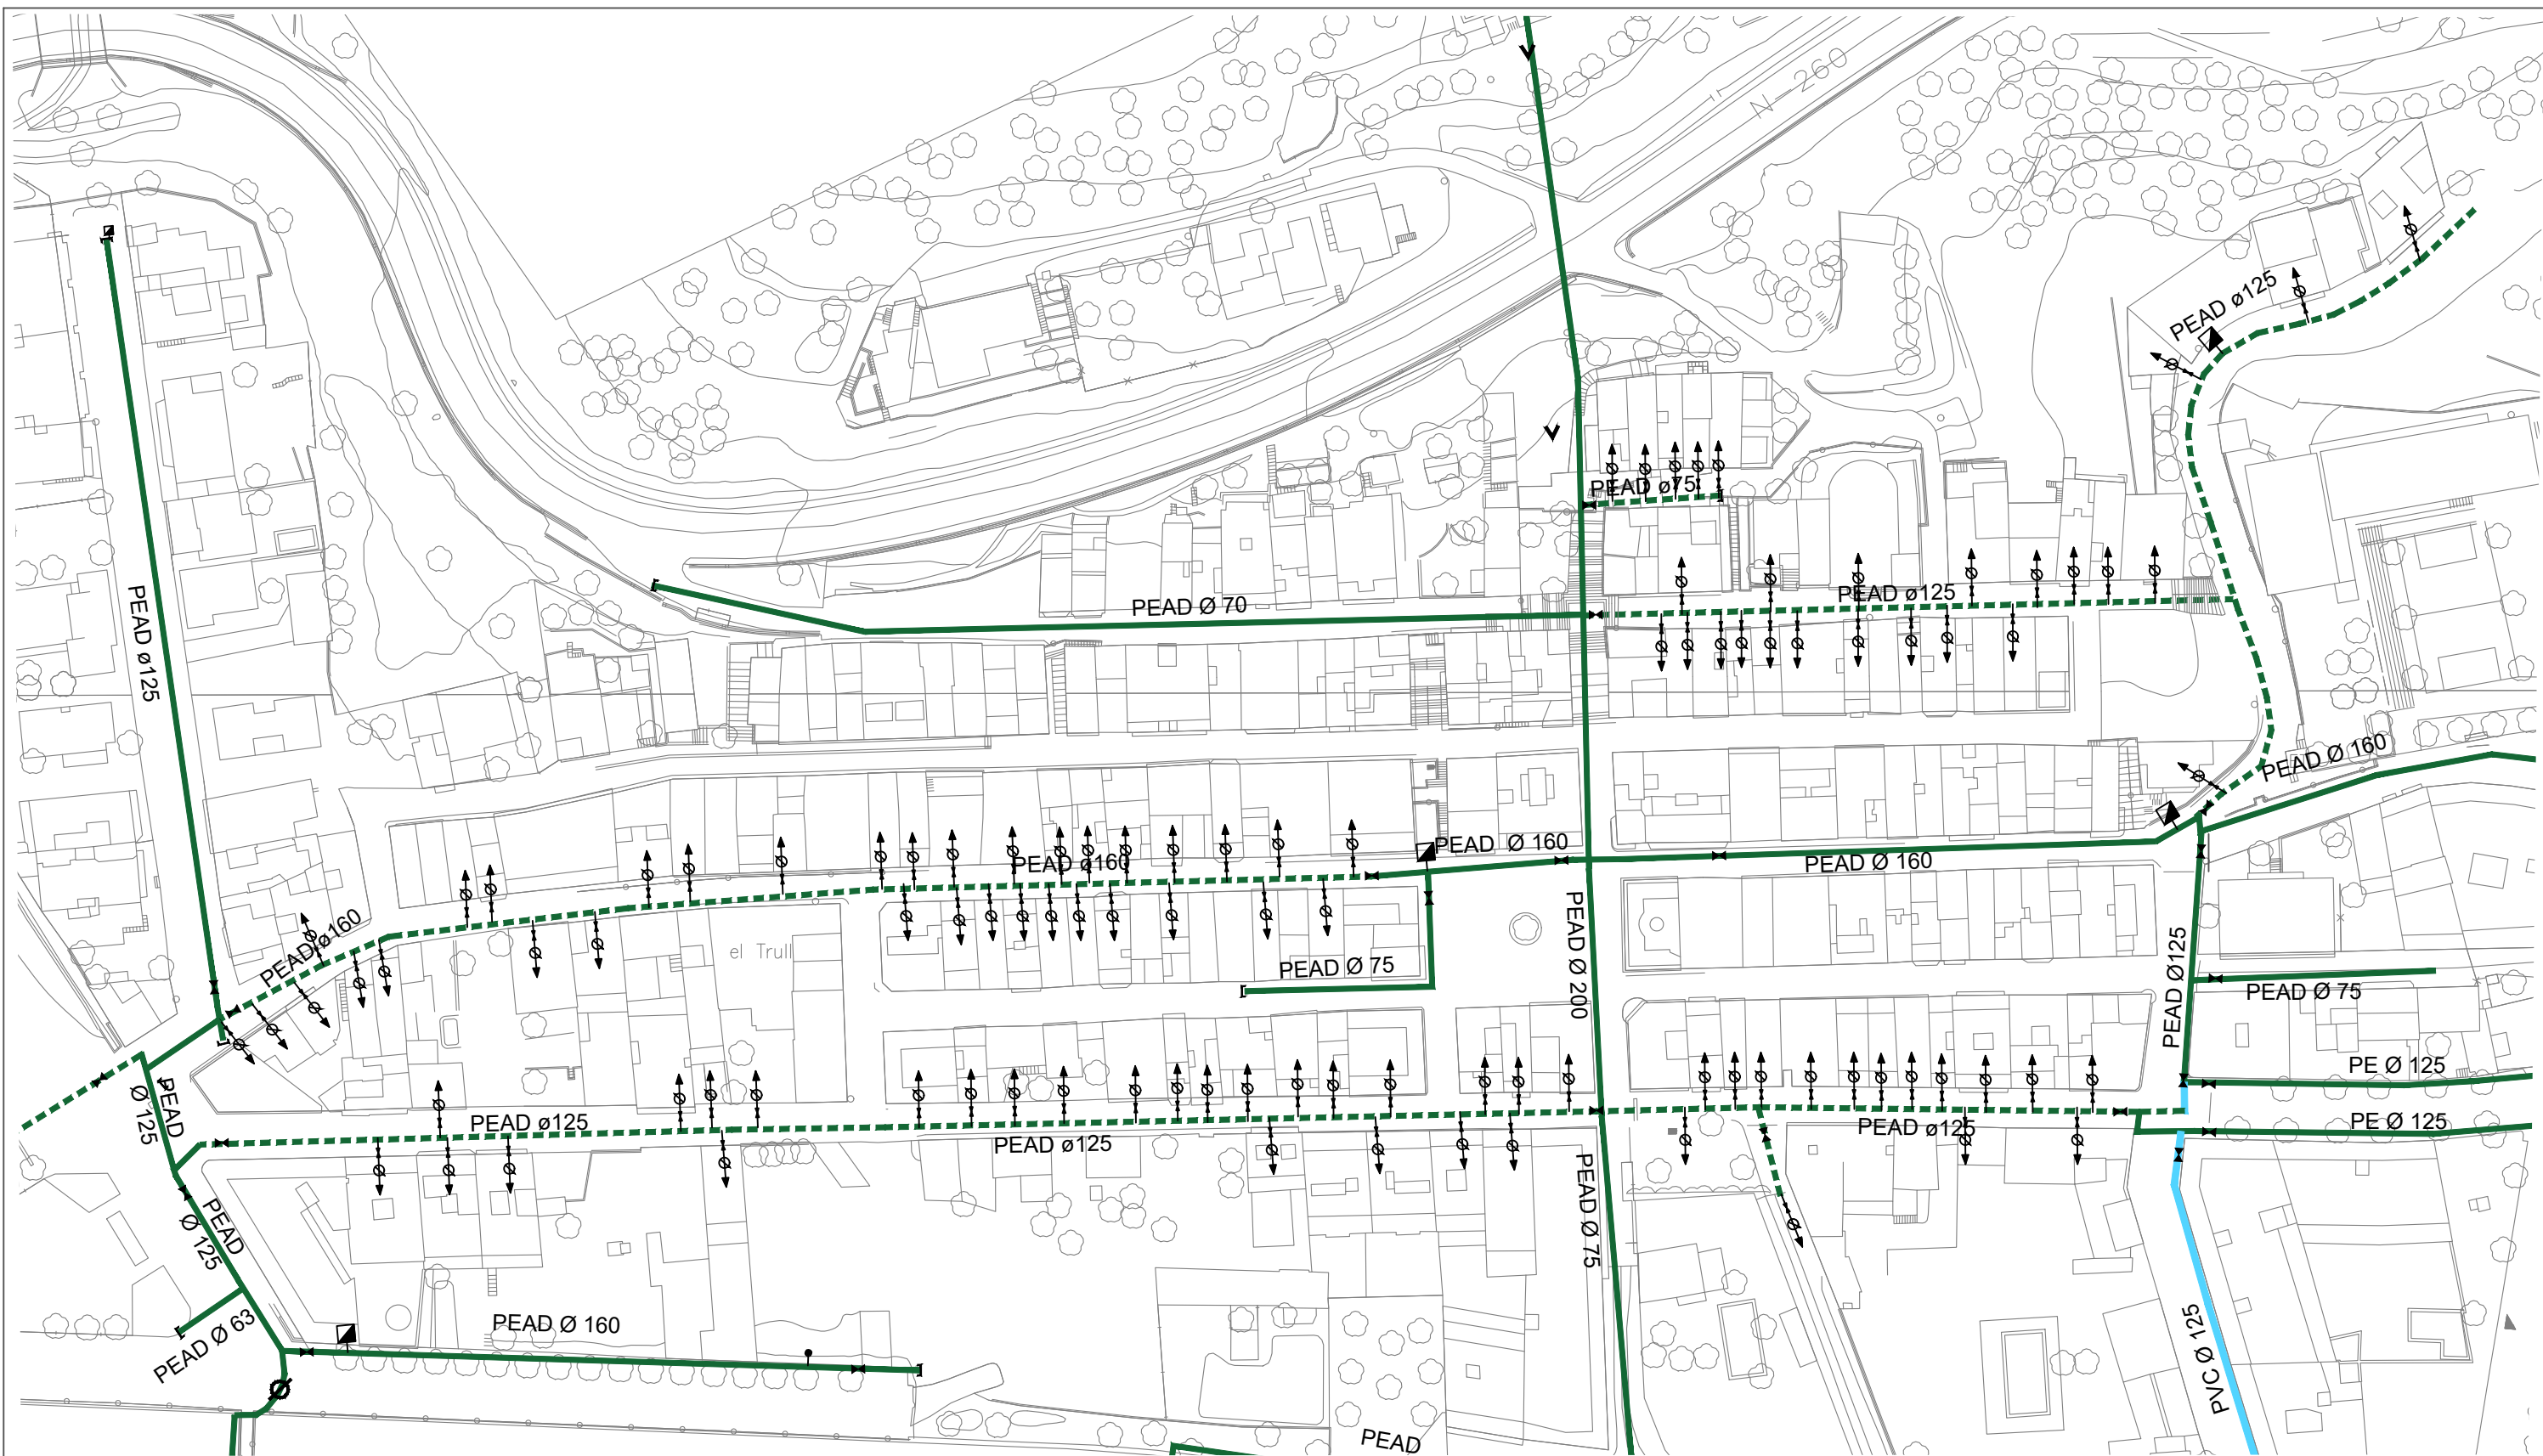 N-260
PEAD ø125
PEAD ø75
PEAD ø125
PEAD Ø 70
PEAD ø125
PEAD Ø 160
PEAD Ø 160
PEAD ø160
PEAD Ø 160
PEAD ø160
el Trull
PEAD Ø 75
PEAD Ø 200
PEAD Ø125
PEAD Ø 75
PE Ø 125
PEAD
Ø 125
PEAD ø125
PEAD ø125
PEAD ø125
PE Ø 125
PEAD Ø 75
PEAD
Ø 125
PEAD Ø 63
PEAD Ø 160
PVC Ø 125
PEAD